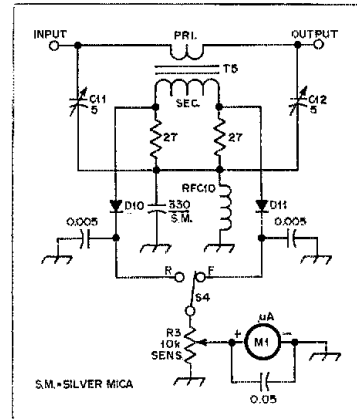 INPUT
PRI.
OUTPUT
T5
C11
5
C12
5
SEC.
27
27
D10
330
S.M.
RFC10
D11
0.005
0.005
R
F
S4
R3
10k
SENS
μA
+
M1
−
0.05
S.M.=SILVER MICA